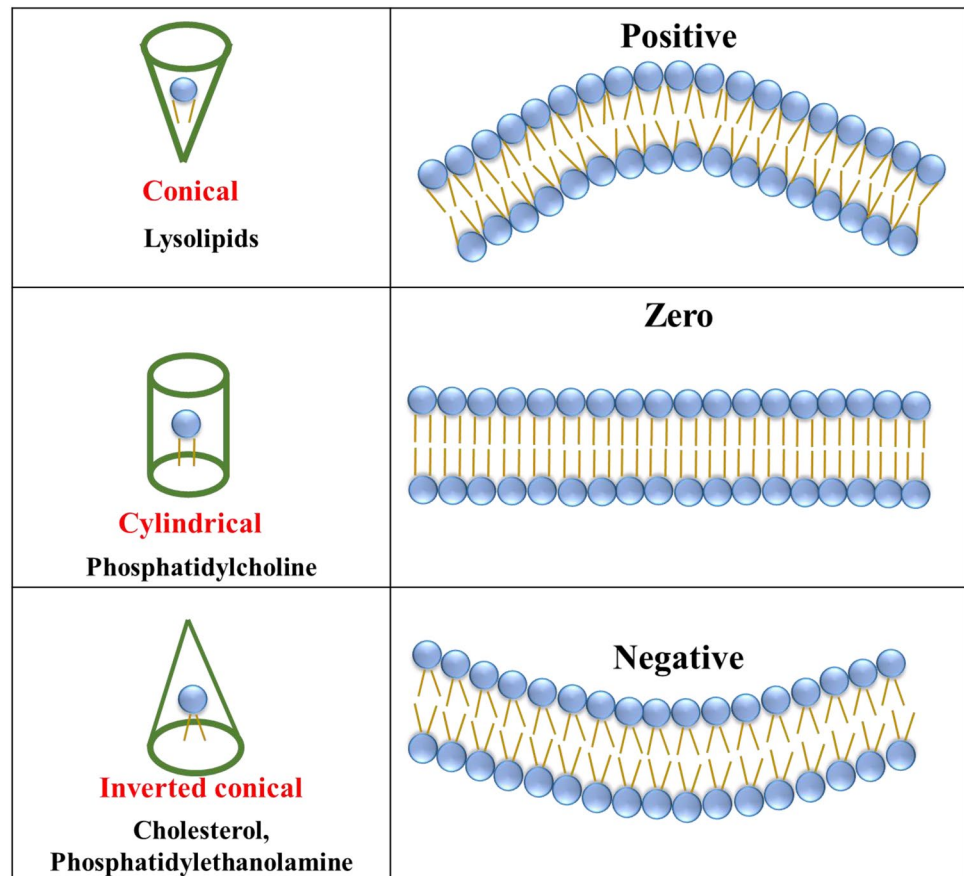 Positive
Conical
Lysolipids
Zero
Cylindrical
Phosphatidylcholine
Negative
Inverted conical
Cholesterol,
Phosphatidylethanolamine